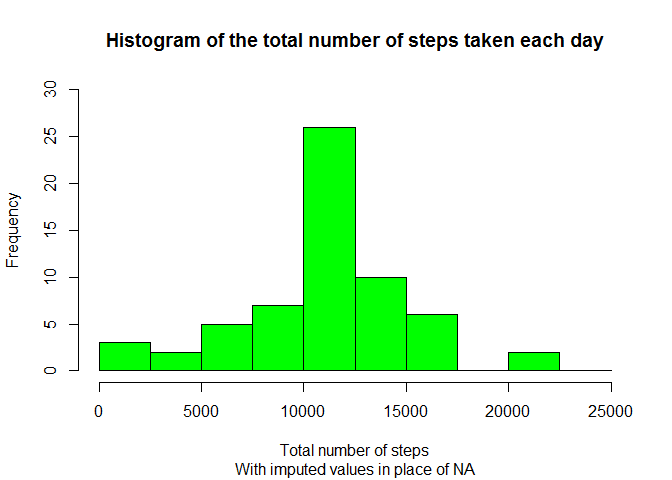 Histogram of the total number of steps taken each day
30
25
20
15
10
5
0
Frequency
0 5000 10000 15000 20000 25000
Total number of steps
With imputed values in place of NA